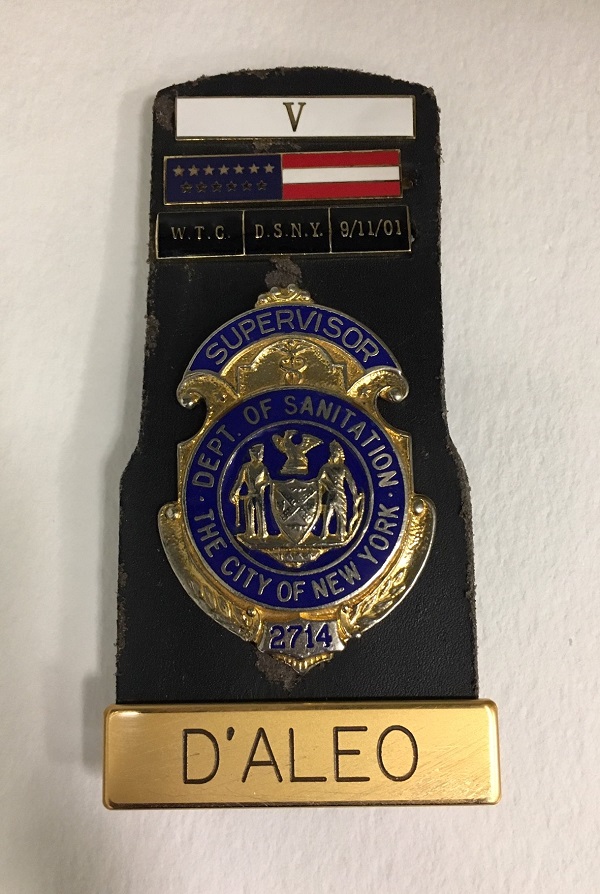 V
W.T.C. D.S.N.Y. 9/11/01
SUPERVISOR
DEPT. OF SANITATION
THE CITY OF NEW YORK
2714
D'ALEO